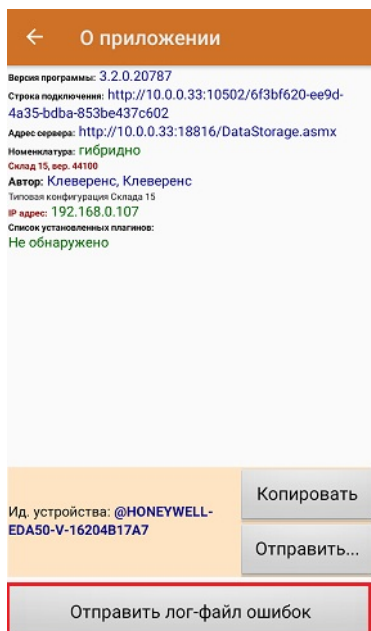 О приложении
Версия программы: 3.2.0.20787
Строка подключения: http://10.0.0.33:10502/6f3bf620-ee9d-
4a35-bdba-853be437c602
Адрес сервера: http://10.0.0.33:18816/DataStorage.asmx
Номенклатура: гибридно
Склад 15, вер. 44100
Автор: Клеверенс, Клеверенс
Типовая конфигурация Склада 15
IP адрес: 192.168.0.107
Список установленных плагинов:
Не обнаружено
Ид. устройства: @HONEYWELL-
EDA50-V-16204B17A7
Копировать
Отправить...
Отправить лог-файл ошибок